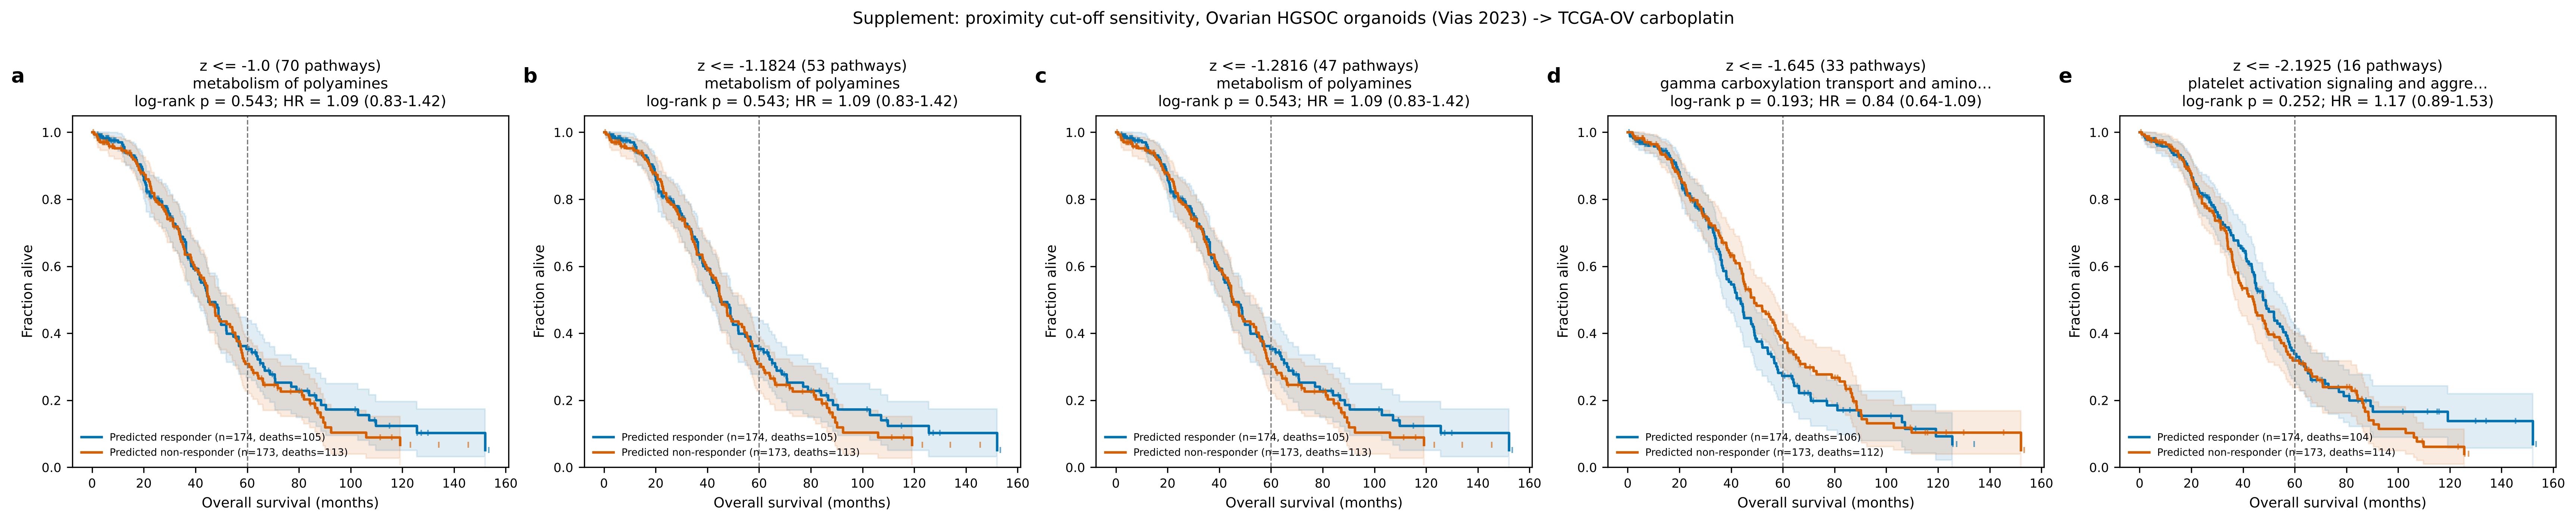 Supplement: proximity cut-off sensitivity, Ovarian HGSOC organoids (Vias 2023) -> TCGA-OV carboplatin
a
z <= -1.0 (70 pathways)
metabolism of polyamines
log-rank p = 0.543; HR = 1.09 (0.83-1.42)
Fraction alive
1.0
0.8
0.6
0.4
0.2
0.0
Predicted responder (n=174, deaths=105)
Predicted non-responder (n=173, deaths=113)
0 20 40 60 80 100 120 140 160
Overall survival (months)
b
z <= -1.1824 (53 pathways)
metabolism of polyamines
log-rank p = 0.543; HR = 1.09 (0.83-1.42)
Fraction alive
1.0
0.8
0.6
0.4
0.2
0.0
Predicted responder (n=174, deaths=105)
Predicted non-responder (n=173, deaths=113)
0 20 40 60 80 100 120 140 160
Overall survival (months)
c
z <= -1.2816 (47 pathways)
metabolism of polyamines
log-rank p = 0.543; HR = 1.09 (0.83-1.42)
Fraction alive
1.0
0.8
0.6
0.4
0.2
0.0
Predicted responder (n=174, deaths=105)
Predicted non-responder (n=173, deaths=113)
0 20 40 60 80 100 120 140 160
Overall survival (months)
d
z <= -1.645 (33 pathways)
gamma carboxylation transport and amino…
log-rank p = 0.193; HR = 0.84 (0.64-1.09)
Fraction alive
1.0
0.8
0.6
0.4
0.2
0.0
Predicted responder (n=174, deaths=106)
Predicted non-responder (n=173, deaths=112)
0 20 40 60 80 100 120 140 160
Overall survival (months)
e
z <= -2.1925 (16 pathways)
platelet activation signaling and aggre…
log-rank p = 0.252; HR = 1.17 (0.89-1.53)
Fraction alive
1.0
0.8
0.6
0.4
0.2
0.0
Predicted responder (n=174, deaths=104)
Predicted non-responder (n=173, deaths=114)
0 20 40 60 80 100 120 140 160
Overall survival (months)